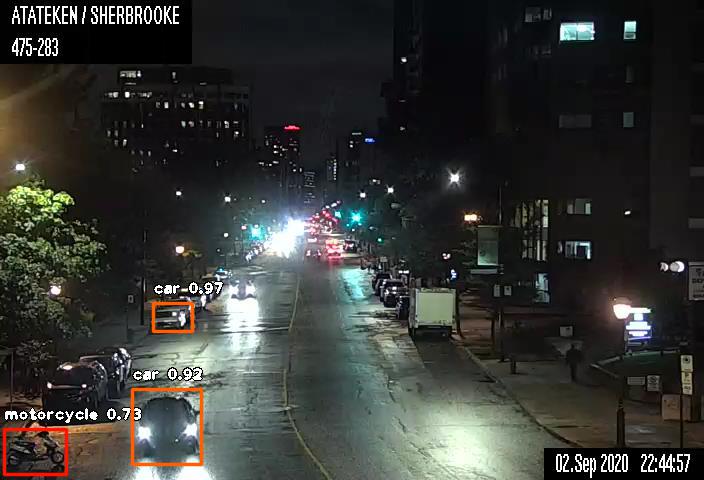 ATATEKEN / SHERBROOKE
475-283
car 0.97
car 0.92
motorcycle 0.73
02.Sep 2020 22:44:57